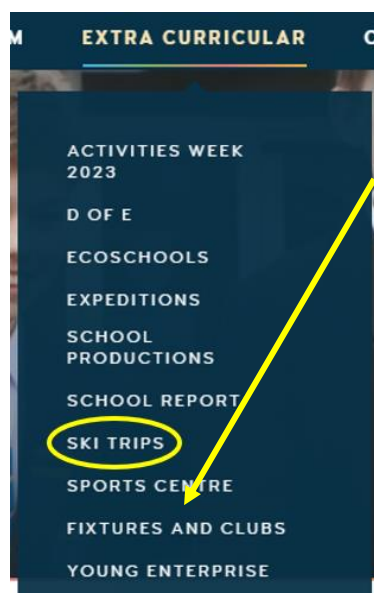 M EXTRA CURRICULAR C
ACTIVITIES WEEK
2023
D OF E
ECOSCHOOLS
EXPEDITIONS
SCHOOL
PRODUCTIONS
SCHOOL REPORT
SKI TRIPS
SPORTS CENTRE
FIXTURES AND CLUBS
YOUNG ENTERPRISE